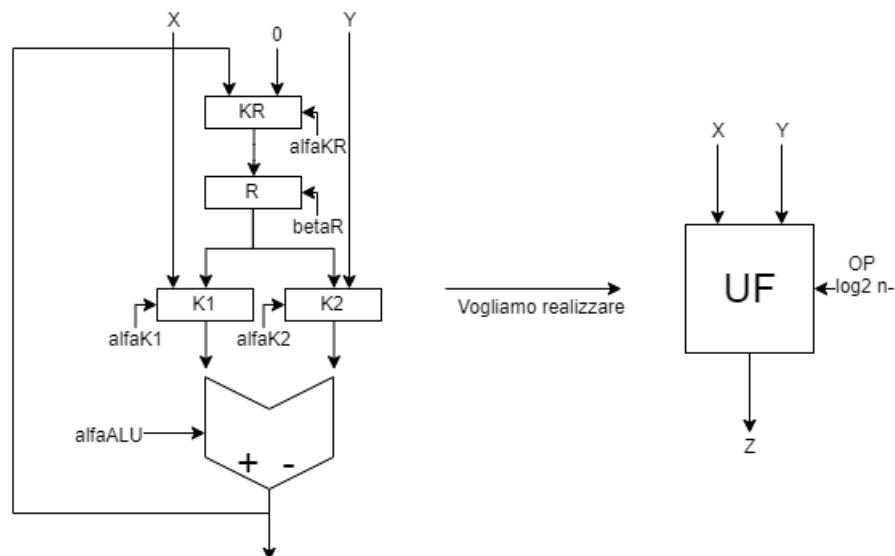 X
0
Y
KR
alfaKR
R
betaR
K1
K2
alfaK1
alfaK2
alfaALU
+ -
Vogliamo realizzare
X
Y
UF
OP
log2 n-
Z